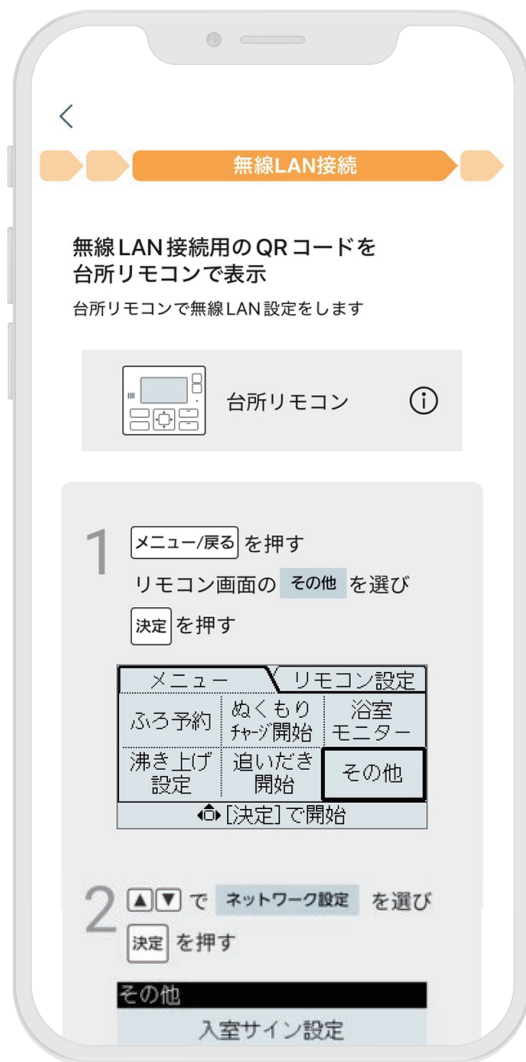 無線LAN接続
無線LAN接続用のQRコードを
台所リモコンで表示
台所リモコンで無線LAN設定をします
台所リモコン
1 メニュー/戻る を押す
リモコン画面の その他 を選び
決定 を押す
メニュー リモコン設定
ふろ予約 ぬくもりﾁｬｰｼﾞ開始 浴室モニター
沸き上げ設定 追いだき開始 その他
[決定]で開始
2 ▲▼ で ネットワーク設定 を選び
決定 を押す
その他
入室サイン設定